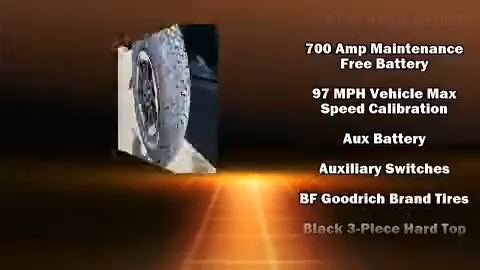 700 Amp Maintenance
Free Battery
97 MPH Vehicle Max
Speed Calibration
Aux Battery
Auxiliary Switches
BF Goodrich Brand Tires
Black 3-Piece Hard Top